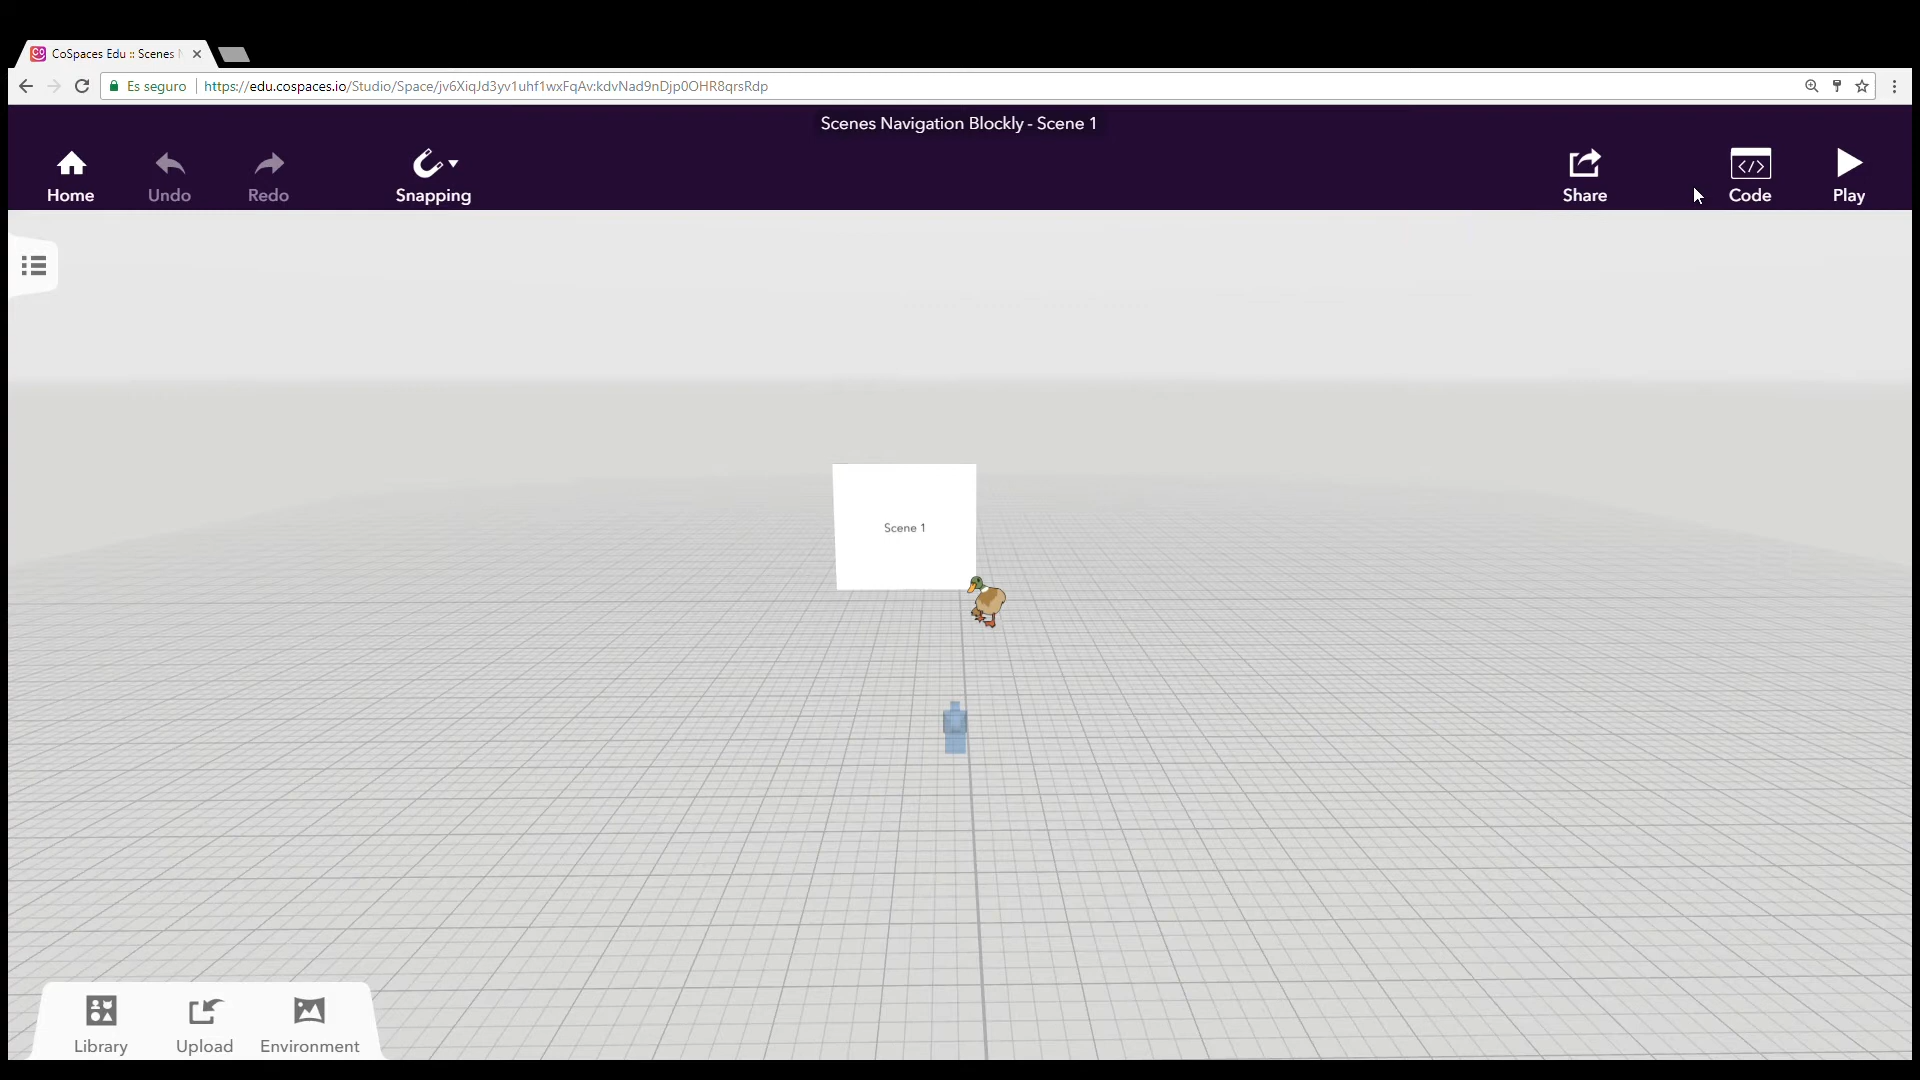 CoSpaces Edu :: Scenes
Es seguro
https://edu.cospaces.io/Studio/Space/jv6XiqJd3yv1uhf1wxFqAv:kdvNad9nDjp0OHR8qrsRdp
Scenes Navigation Blockly - Scene 1
Home
Undo
Redo
Snapping
Share
Code
Play
Scene 1
Library
Upload
Environment